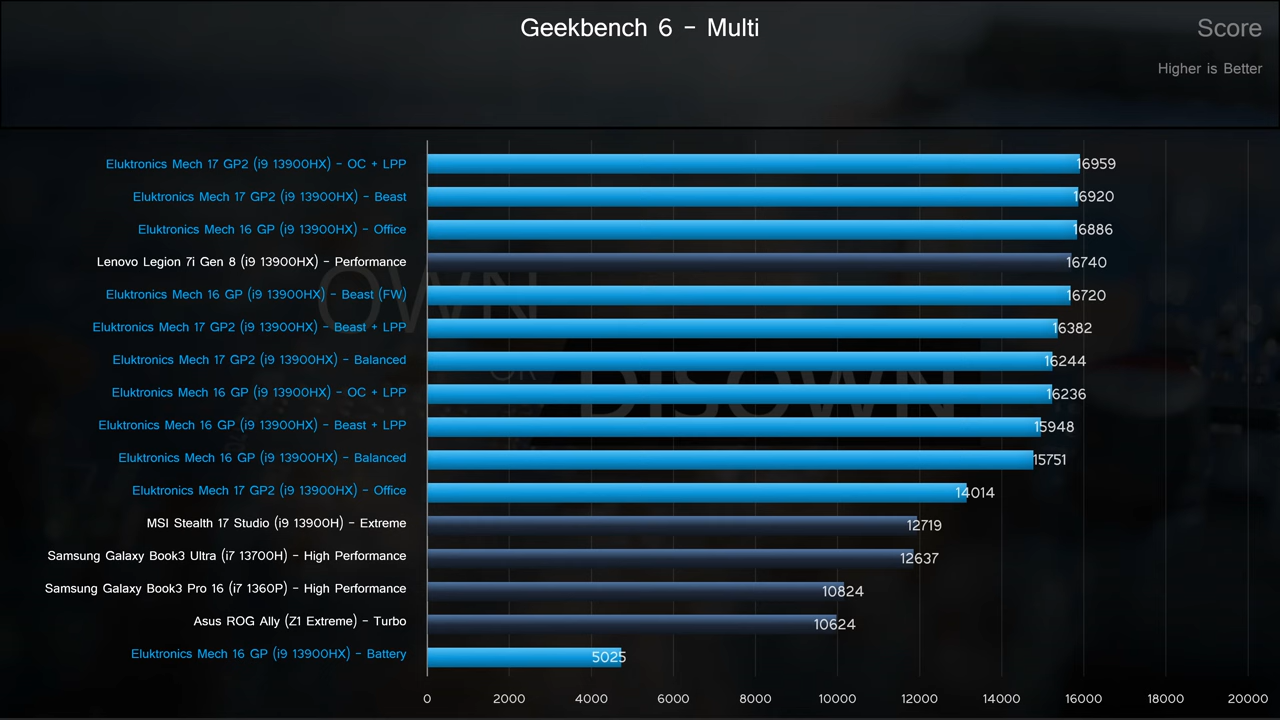 Geekbench 6 - Multi
Score
Higher is Better
Eluktronics Mech 17 GP2 (i9 13900HX) - OC + LPP 16959
Eluktronics Mech 17 GP2 (i9 13900HX) - Beast 16920
Eluktronics Mech 16 GP (i9 13900HX) - Office 16886
Lenovo Legion 7i Gen 8 (i9 13900HX) - Performance 16740
Eluktronics Mech 16 GP (i9 13900HX) - Beast (FW) 16720
Eluktronics Mech 17 GP2 (i9 13900HX) - Beast + LPP 16382
Eluktronics Mech 17 GP2 (i9 13900HX) - Balanced 16244
Eluktronics Mech 16 GP (i9 13900HX) - OC + LPP 16236
Eluktronics Mech 16 GP (i9 13900HX) - Beast + LPP 15948
Eluktronics Mech 16 GP (i9 13900HX) - Balanced 15751
Eluktronics Mech 17 GP2 (i9 13900HX) - Office 14014
MSI Stealth 17 Studio (i9 13900H) - Extreme 12719
Samsung Galaxy Book3 Ultra (i7 13700H) - High Performance 12637
Samsung Galaxy Book3 Pro 16 (i7 1360P) - High Performance 10824
Asus ROG Ally (Z1 Extreme) - Turbo 10624
Eluktronics Mech 16 GP (i9 13900HX) - Battery 5025
0 2000 4000 6000 8000 10000 12000 14000 16000 18000 20000
OWN
OR
DISOWN